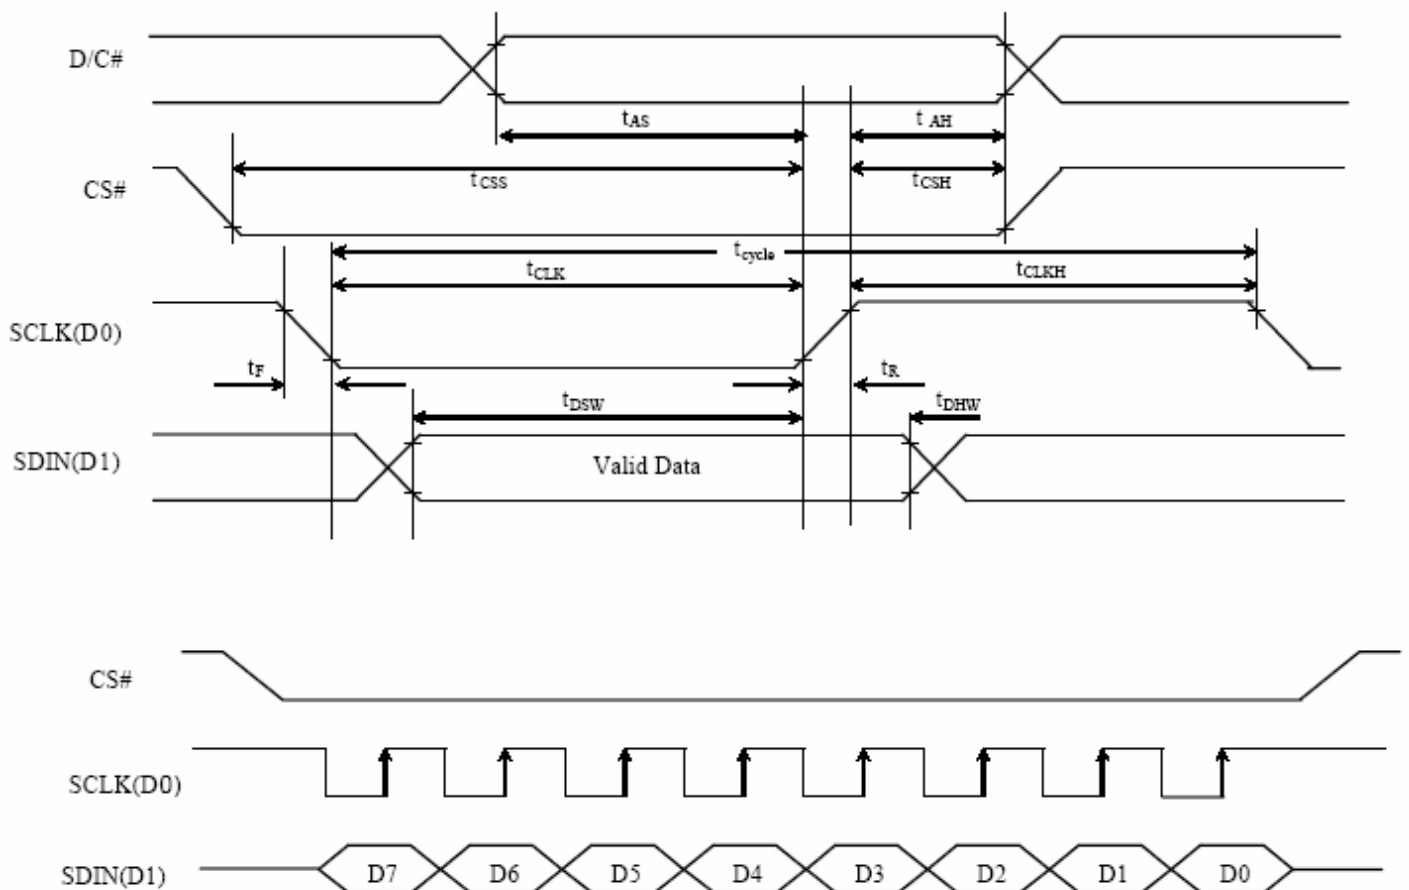 D/C#
tAS
t AH
CS#
tCSS
tCSH
tcycle
tCLK
tCLKH
SCLK(D0)
tF
tR
tDSW
tDHW
SDIN(D1)
Valid Data
CS#
SCLK(D0)
SDIN(D1)
D7 D6 D5 D4 D3 D2 D1 D0